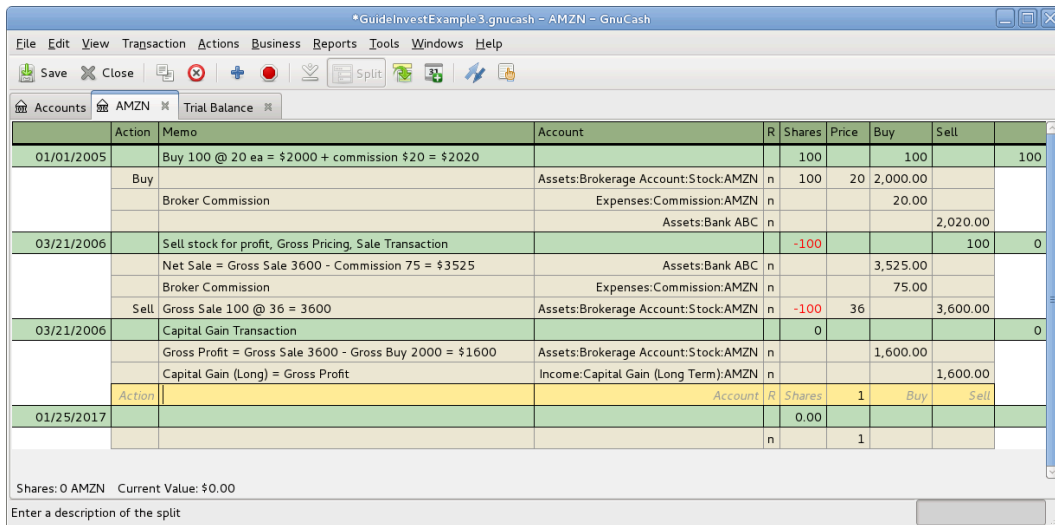 *GuideInvestExample3.gnucash – AMZN – GnuCash
File Edit View Transaction Actions Business Reports Tools Windows Help
Save Close Split 31
Accounts AMZN Trial Balance
Action Memo Account R Shares Price Buy Sell
01/01/2005 Buy 100 @ 20 ea = $2000 + commission $20 = $2020 100 100 100
Buy Assets:Brokerage Account:Stock:AMZN n 100 20 2,000.00
Broker Commission Expenses:Commission:AMZN n 20.00
Assets:Bank ABC n 2,020.00
03/21/2006 Sell stock for profit, Gross Pricing, Sale Transaction -100 100 0
Net Sale = Gross Sale 3600 - Commission 75 = $3525 Assets:Bank ABC n 3,525.00
Broker Commission Expenses:Commission:AMZN n 75.00
Sell Gross Sale 100 @ 36 = 3600 Assets:Brokerage Account:Stock:AMZN n -100 36 3,600.00
03/21/2006 Capital Gain Transaction 0 0
Gross Profit = Gross Sale 3600 - Gross Buy 2000 = $1600 Assets:Brokerage Account:Stock:AMZN n 1,600.00
Capital Gain (Long) = Gross Profit Income:Capital Gain (Long Term):AMZN n 1,600.00
Action Account R Shares 1 Buy Sell
01/25/2017 0.00
n 1
Shares: 0 AMZN Current Value: $0.00
Enter a description of the split